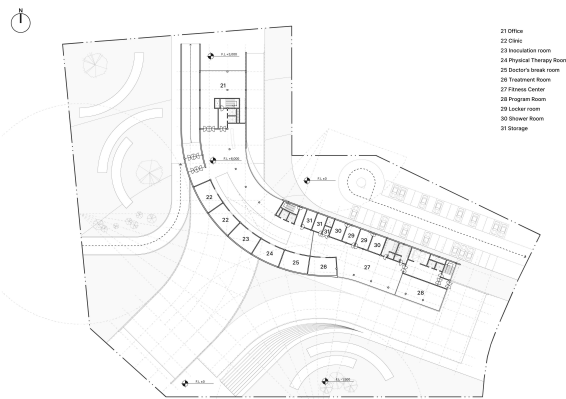 N
21 Office
22 Clinic
23 Inoculation room
24 Physical Therapy Room
25 Doctor's break room
26 Treatment Room
27 Fitness Center
28 Program Room
29 Locker room
30 Shower Room
31 Storage
21
22
22
23
24
25
26
31
31
31
30
29
29
30
27
28